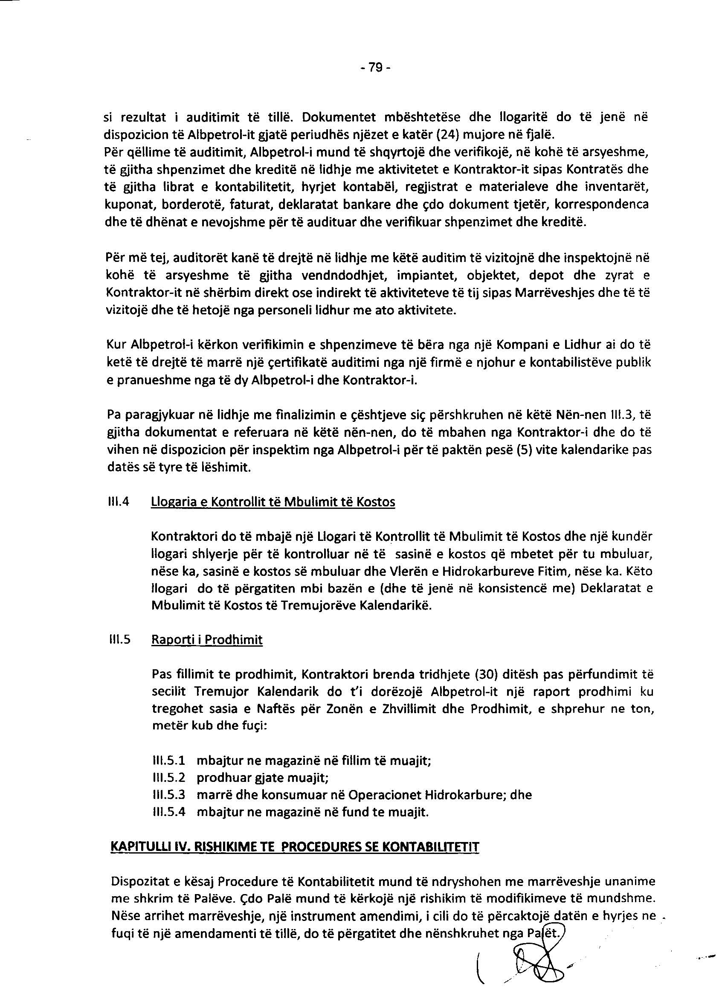 - 79 -
si rezultat i auditimit të tillë. Dokumentet mbështetëse dhe llogaritë do të jenë në
dispozicion të Albpetrol-it gjatë periudhës njëzet e katër (24) mujore në fjalë.
Për qëllime të auditimit, Albpetrol-i mund të shqyrtojë dhe verifikojë, në kohë të arsyeshme,
të gjitha shpenzimet dhe kreditë në lidhje me aktivitetet e Kontraktor-it sipas Kontratës dhe
të gjitha librat e kontabilitetit, hyrjet kontabël, regjistrat e materialeve dhe inventarët,
kuponat, borderotë, faturat, deklaratat bankare dhe çdo dokument tjetër, korrespondenca
dhe të dhënat e nevojshme për të audituar dhe verifikuar shpenzimet dhe kreditë.
Për më tej, auditorët kanë të drejtë në lidhje me këtë auditim të vizitojnë dhe inspektojnë në
kohë të arsyeshme të gjitha vendndodhjet, impiantet, objektet, depot dhe zyrat e
Kontraktor-it në shërbim direkt ose indirekt të aktiviteteve të tij sipas Marrëveshjes dhe të të
vizitojë dhe të hetojë nga personeli lidhur me ato aktivitete.
Kur Albpetrol-i kërkon verifikimin e shpenzimeve të bëra nga një Kompani e Lidhur ai do të
ketë të drejtë të marrë një çertifikatë auditimi nga një firmë e njohur e kontabilistëve publik
e pranueshme nga të dy Albpetrol-i dhe Kontraktor-i.
Pa paragjykuar në lidhje me finalizimin e çështjeve siç përshkruhen në këtë Nën-nen III.3, të
gjitha dokumentat e referuara në këtë nën-nen, do të mbahen nga Kontraktor-i dhe do të
vihen në dispozicion për inspektim nga Albpetrol-i për të paktën pesë (5) vite kalendarike pas
datës së tyre të lëshimit.
III.4 Llogaria e Kontrollit të Mbulimit të Kostos
Kontraktori do të mbajë një Llogari të Kontrollit të Mbulimit të Kostos dhe një kundër
llogari shlyerje për të kontrolluar në të sasinë e kostos që mbetet për tu mbuluar,
nëse ka, sasinë e kostos së mbuluar dhe Vlerën e Hidrokarbureve Fitim, nëse ka. Këto
llogari do të përgatiten mbi bazën e (dhe të jenë në konsistencë me) Deklaratat e
Mbulimit të Kostos të Tremujorëve Kalendarikë.
III.5 Raporti i Prodhimit
Pas fillimit te prodhimit, Kontraktori brenda tridhjete (30) ditësh pas përfundimit të
secilit Tremujor Kalendarik do t'i dorëzojë Albpetrol-it një raport prodhimi ku
tregohet sasia e Naftës për Zonën e Zhvillimit dhe Prodhimit, e shprehur ne ton,
metër kub dhe fuçi:
III.5.1 mbajtur ne magazinë në fillim të muajit;
III.5.2 prodhuar gjate muajit;
III.5.3 marrë dhe konsumuar në Operacionet Hidrokarbure; dhe
III.5.4 mbajtur ne magazinë në fund te muajit.
KAPITULLI IV. RISHIKIME TE PROCEDURES SE KONTABILITETIT
Dispozitat e kësaj Procedure të Kontabilitetit mund të ndryshohen me marrëveshje unanime
me shkrim të Palëve. Çdo Palë mund të kërkojë një rishikim të modifikimeve të mundshme.
Nëse arrihet marrëveshje, një instrument amendimi, i cili do të përcaktojë datën e hyrjes ne
fuqi të një amendamenti të tillë, do të përgatitet dhe nënshkruhet nga Palët.